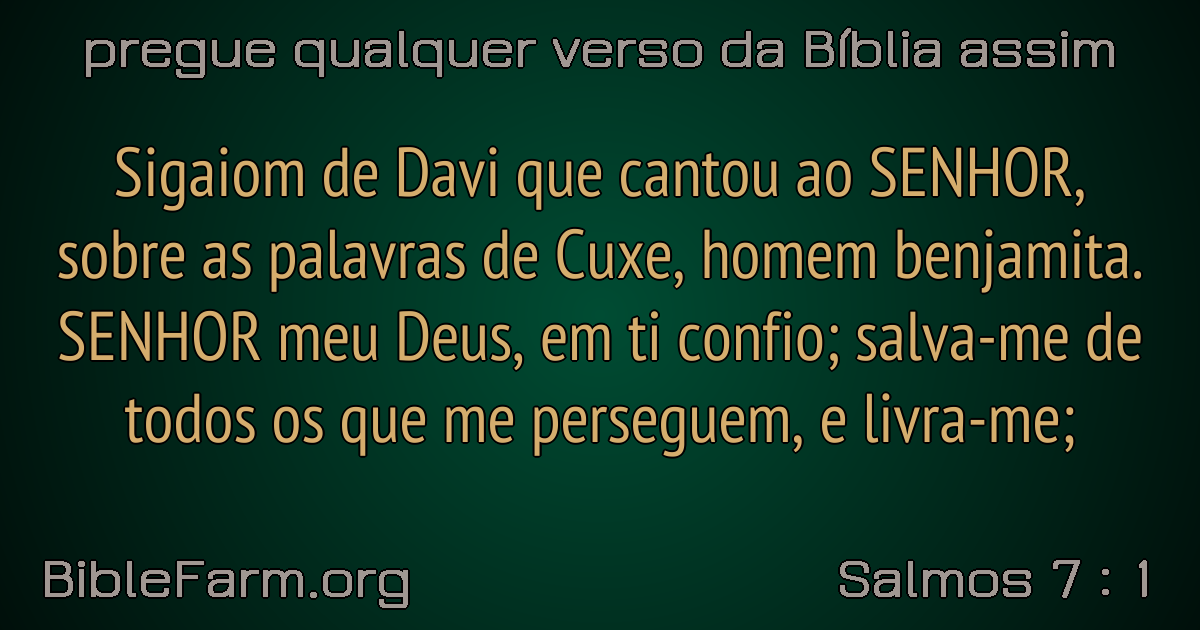 pregue qualquer verso da Bíblia assim
Sigaiom de Davi que cantou ao SENHOR,
sobre as palavras de Cuxe, homem benjamita.
SENHOR meu Deus, em ti confio; salva-me de
todos os que me perseguem, e livra-me;
BibleFarm.org
Salmos 7 : 1